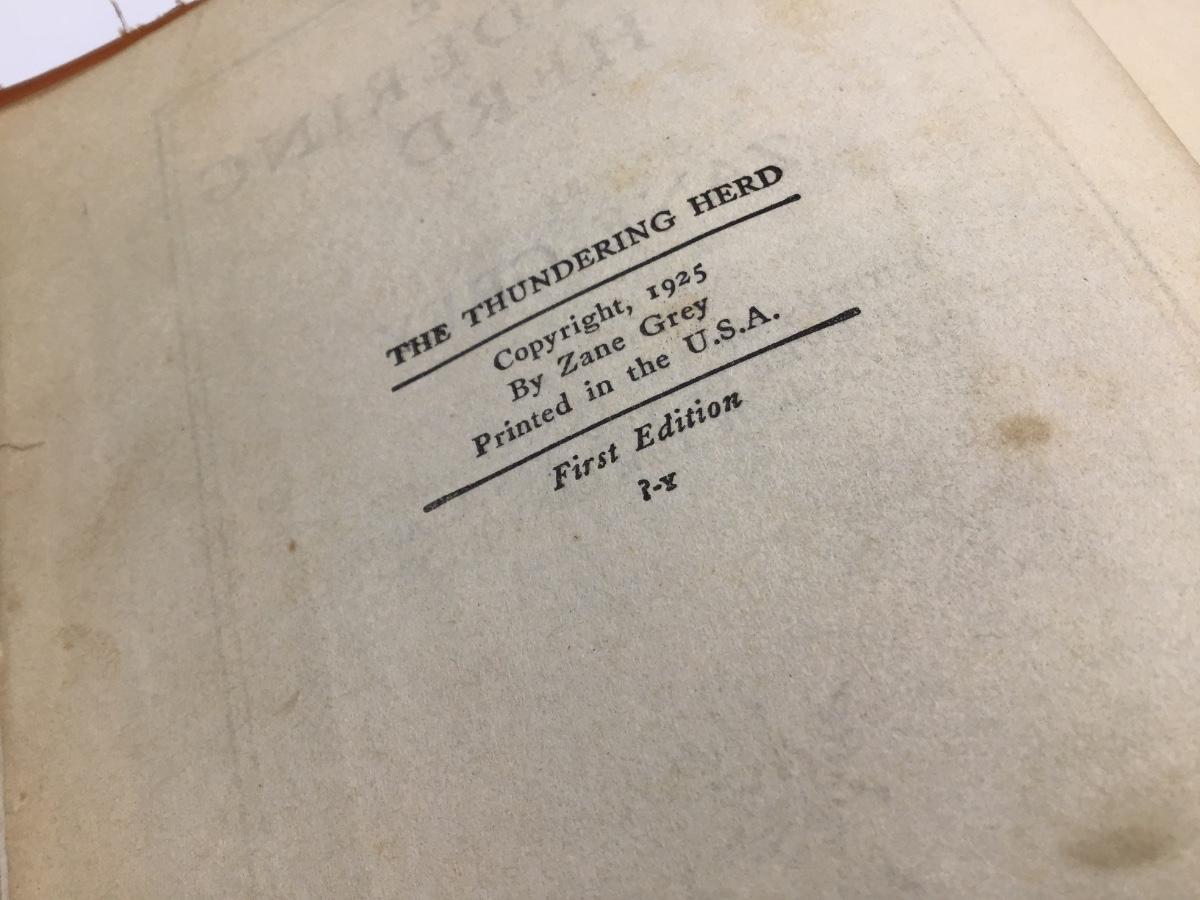 THE THUNDERING HERD
Copyright, 1925
By Zane Grey
Printed in the U.S.A.
First Edition